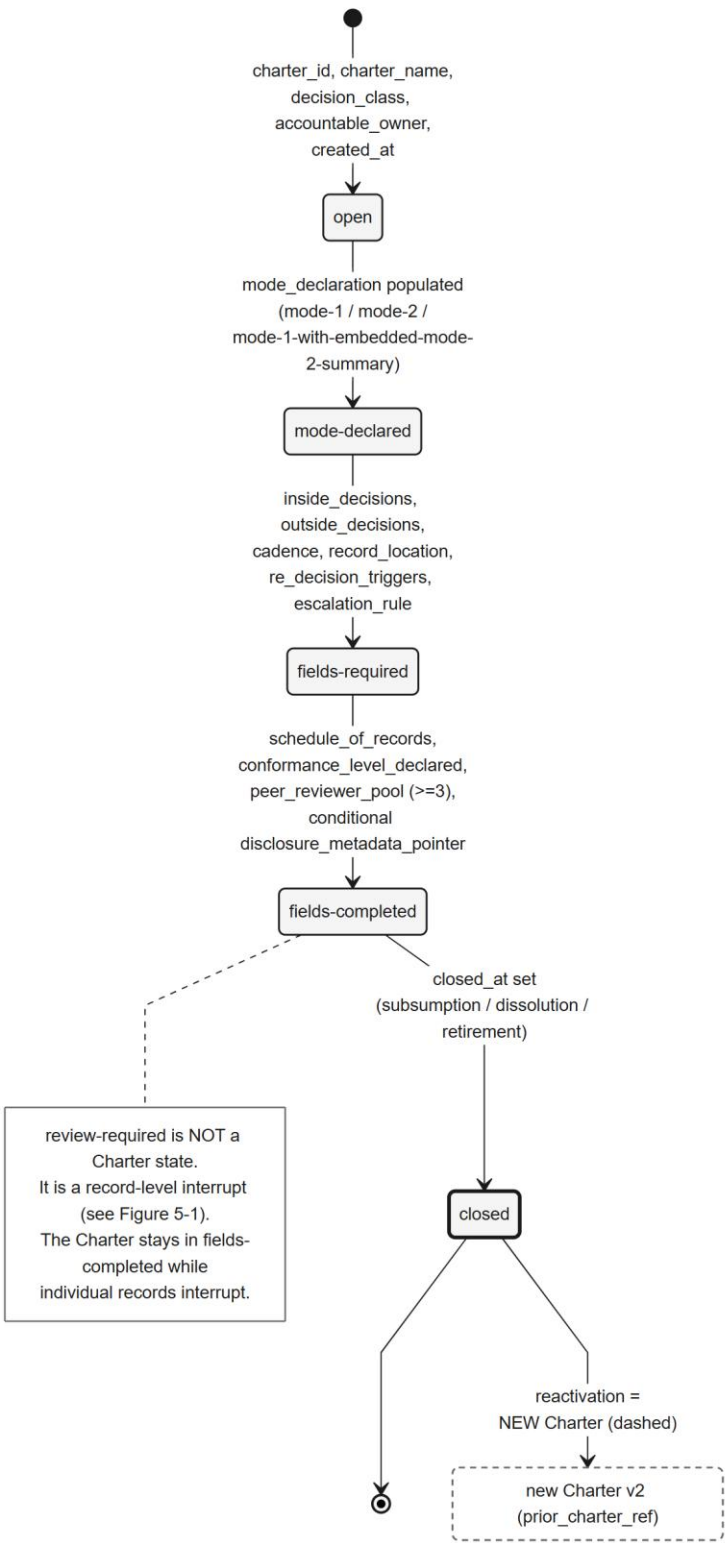 charter_id, charter_name,
decision_class,
accountable_owner,
created_at
open
mode_declaration populated
(mode-1 / mode-2 /
mode-1-with-embedded-mode-
2-summary)
mode-declared
inside_decisions,
outside_decisions,
cadence, record_location,
re_decision_triggers,
escalation_rule
fields-required
schedule_of_records,
conformance_level_declared,
peer_reviewer_pool (>=3),
conditional
disclosure_metadata_pointer
fields-completed
closed_at set
(subsumption / dissolution /
retirement)
review-required is NOT a
Charter state.
It is a record-level interrupt
(see Figure 5-1).
The Charter stays in fields-
completed while
individual records interrupt.
closed
reactivation =
NEW Charter (dashed)
new Charter v2
(prior_charter_ref)